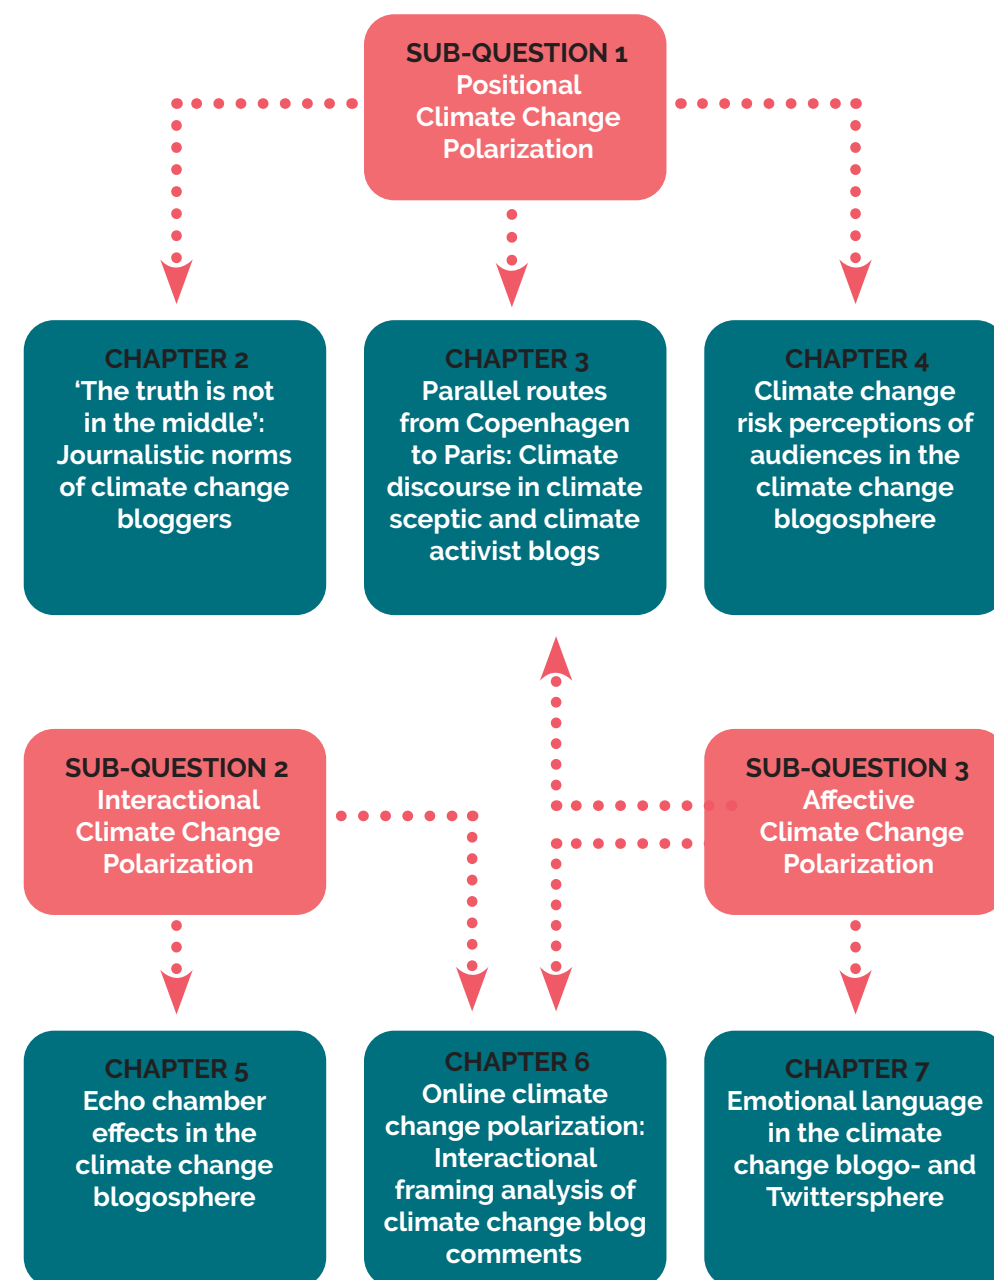 SUB-QUESTION 1
Positional
Climate Change
Polarization
CHAPTER 2
‘The truth is not
in the middle’:
Journalistic norms
of climate change
bloggers
CHAPTER 3
Parallel routes
from Copenhagen
to Paris: Climate
discourse in climate
sceptic and climate
activist blogs
CHAPTER 4
Climate change
risk perceptions of
audiences in the
climate change
blogosphere
SUB-QUESTION 2
Interactional
Climate Change
Polarization
SUB-QUESTION 3
Affective
Climate Change
Polarization
CHAPTER 5
Echo chamber
effects in the
climate change
blogosphere
CHAPTER 6
Online climate
change polarization:
Interactional
framing analysis of
climate change blog
comments
CHAPTER 7
Emotional language
in the climate
change blogo- and
Twittersphere